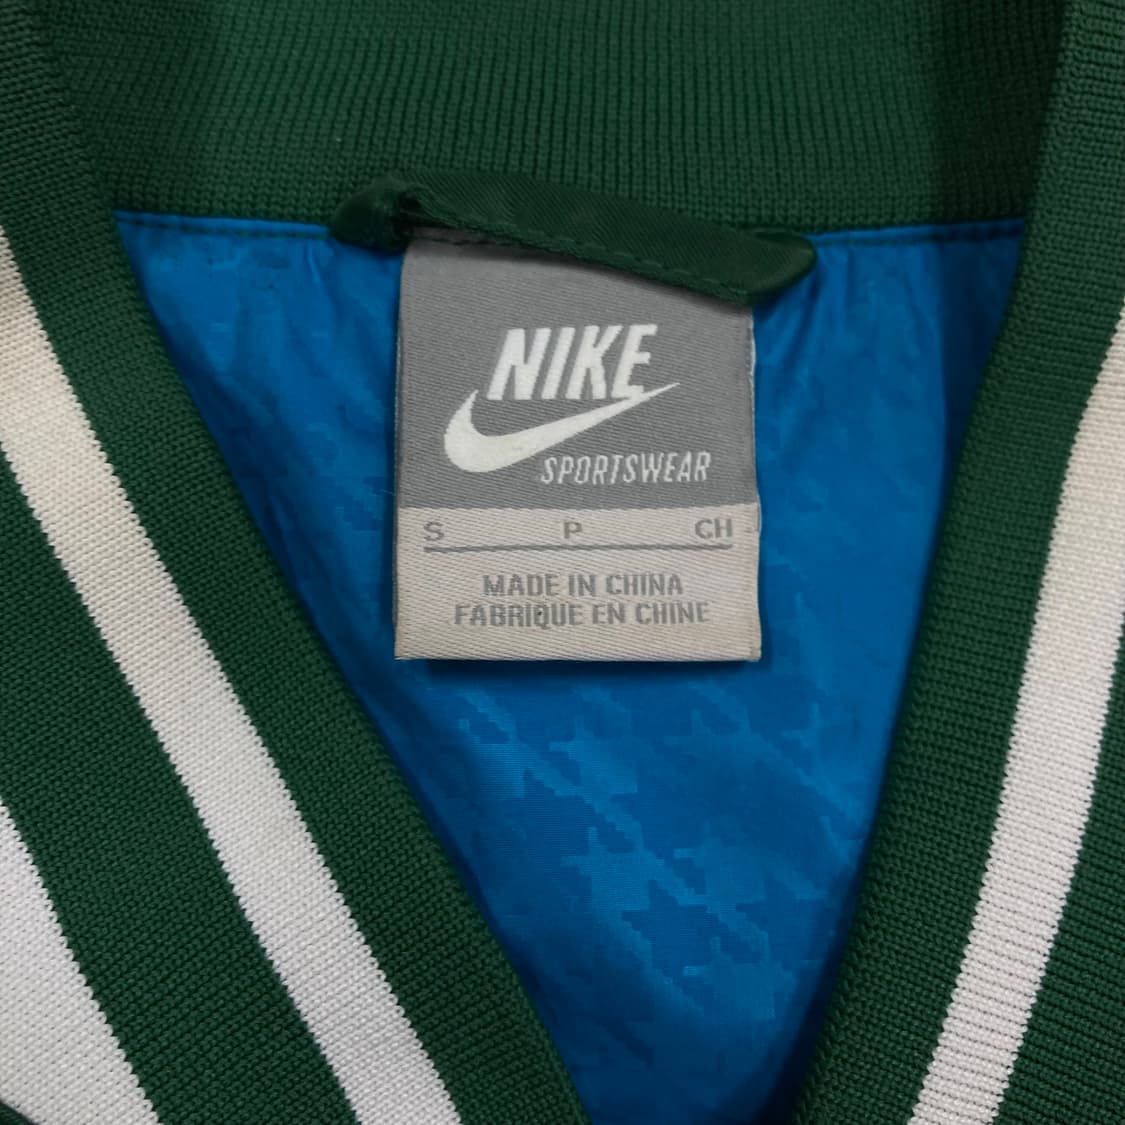 NIKE
SPORTSWEAR
S P CH
MADE IN CHINA
FABRIQUE EN CHINE